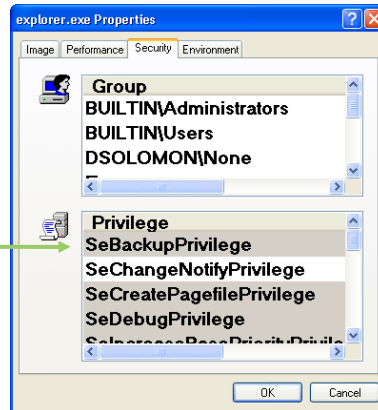 explorer.exe Properties
Image Performance Security Environment
Group
BUILTIN\Administrators
BUILTIN\Users
DSOLOMON\None
Privilege
SeBackupPrivilege
SeChangeNotifyPrivilege
SeCreatePagefilePrivilege
SeDebugPrivilege
OK Cancel